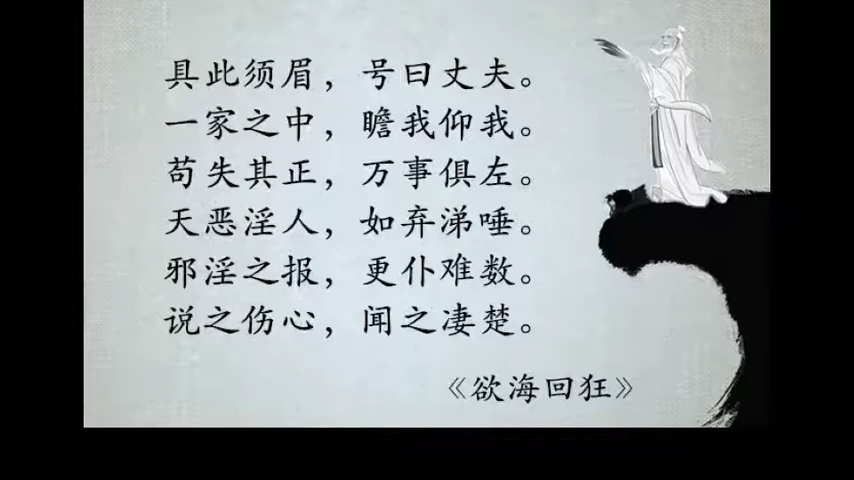 具此须眉，号曰丈夫。
一家之中，瞻我仰我。
苟失其正，万事俱左。
天恶淫人，如弃涕唾。
邪淫之报，更仆难数。
说之伤心，闻之凄楚。
《欲海回狂》